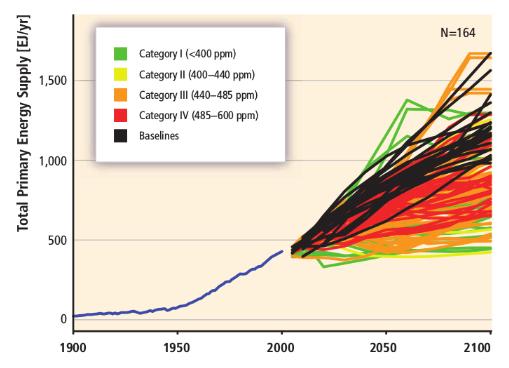 Total Primary Energy Supply [EJ/yr]
N=164
Category I (<400 ppm)
Category II (400–440 ppm)
Category III (440–485 ppm)
Category IV (485–600 ppm)
Baselines
1,500
1,000
500
0
1900 1950 2000 2050 2100